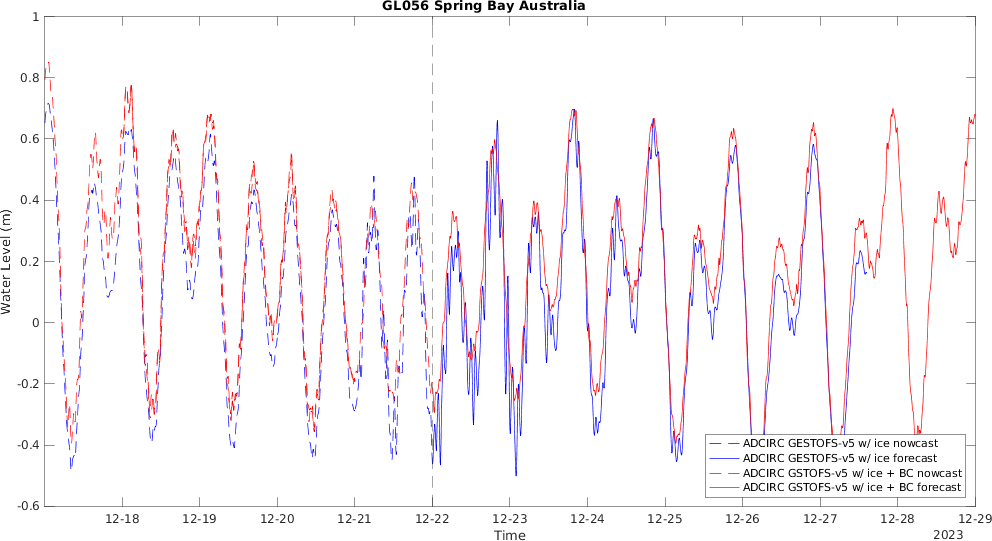 GL056 Spring Bay Australia
1
0.8
0.6
0.4
0.2
0
-0.2
-0.4
-0.6
Water Level (m)
ADCIRC GESTOFS-v5 w/ ice nowcast
ADCIRC GESTOFS-v5 w/ ice forecast
ADCIRC GSTOFS-v5 w/ ice + BC nowcast
ADCIRC GSTOFS-v5 w/ ice + BC forecast
12-18 12-19 12-20 12-21 12-22 12-23 12-24 12-25 12-26 12-27 12-28 12-29
Time
2023